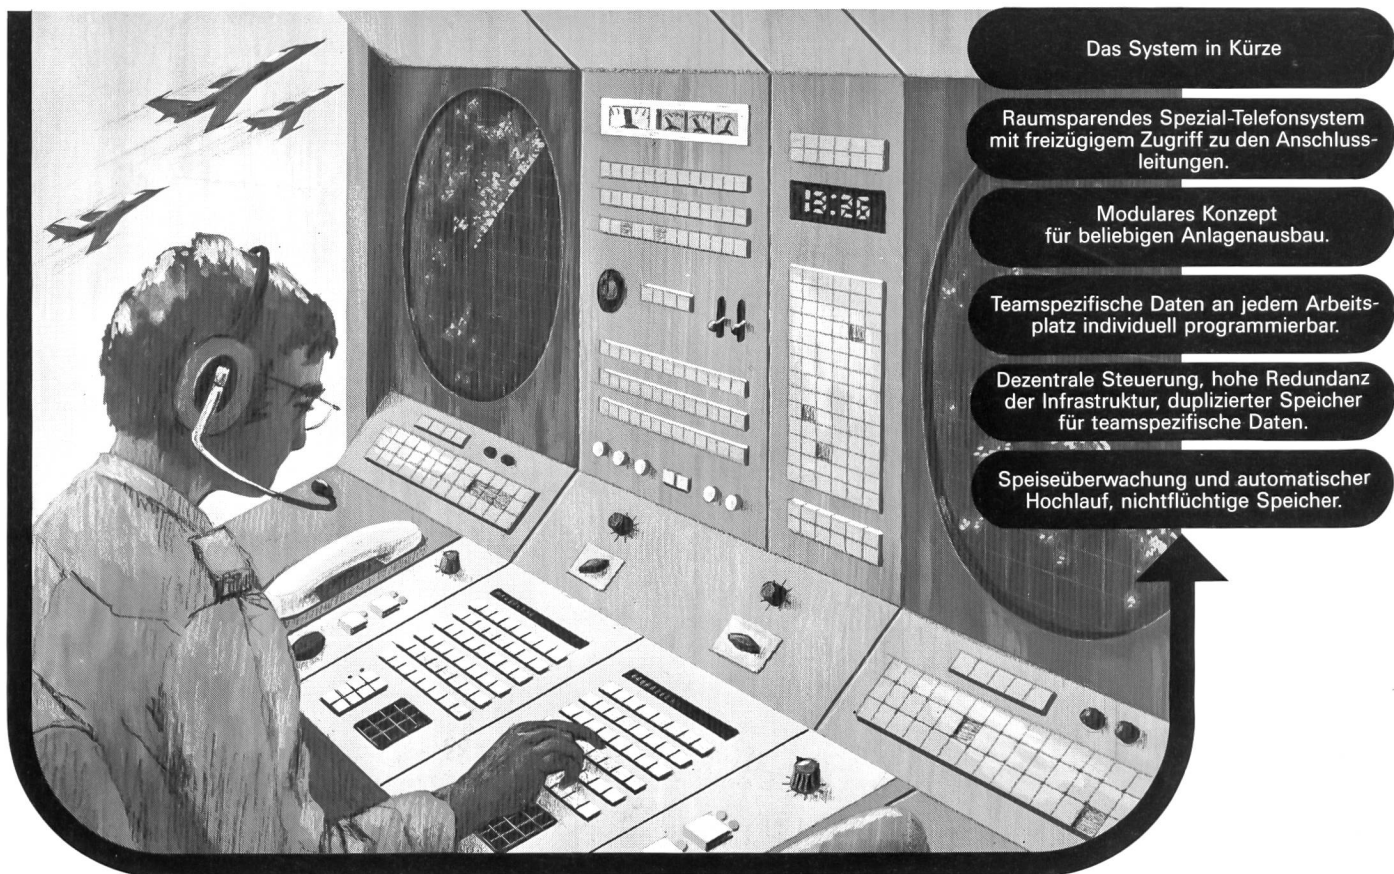 Das System in Kürze
Raumsparendes Spezial-Telefonsystem
mit freizügigem Zugriff zu den Anschluss-
leitungen.
Modulares Konzept
für beliebigen Anlagenausbau.
Teamspezifische Daten an jedem Arbeits-
platz individuell programmierbar.
Dezentrale Steuerung, hohe Redundanz
der Infrastruktur, duplizierter Speicher
für teamspezifische Daten.
Speiseüberwachung und automatischer
Hochlauf, nichtflüchtige Speicher.